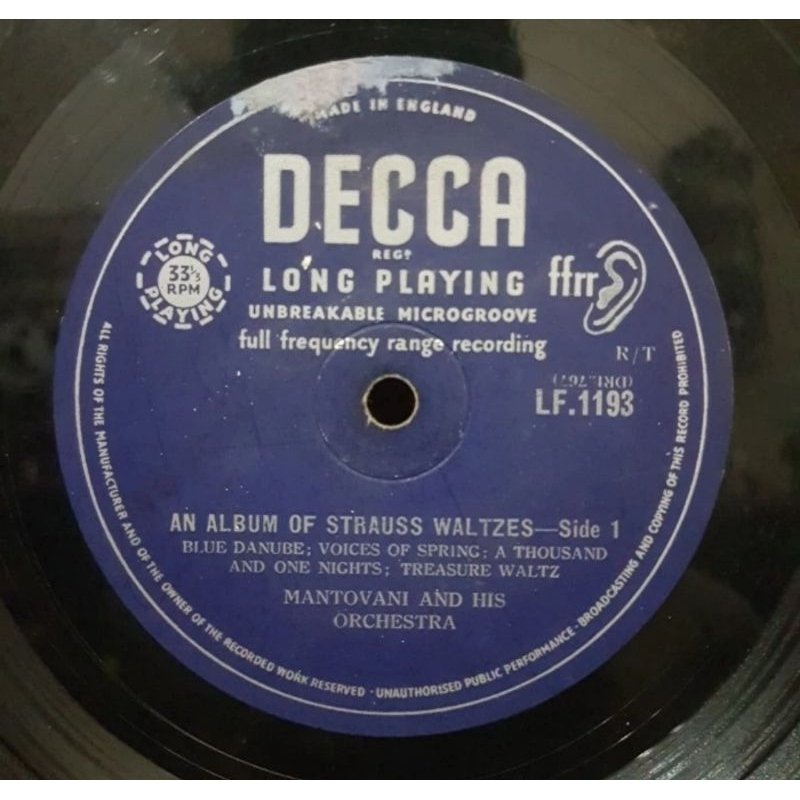 MADE IN ENGLAND
DECCA
REGD
LONG PLAYING
UNBREAKABLE MICROGROOVE
full frequency range recording
LONG
33⅓
RPM
PLAYING
ffrr
R/T
LF.1193
AN ALBUM OF STRAUSS WALTZES—Side 1
BLUE DANUBE; VOICES OF SPRING; A THOUSAND
AND ONE NIGHTS; TREASURE WALTZ
MANTOVANI AND HIS
ORCHESTRA
ALL RIGHTS OF THE MANUFACTURER AND OF THE OWNER OF THE RECORDED WORK RESERVED · UNAUTHORISED PUBLIC PERFORMANCE · BROADCASTING AND COPYING OF THIS RECORD PROHIBITED